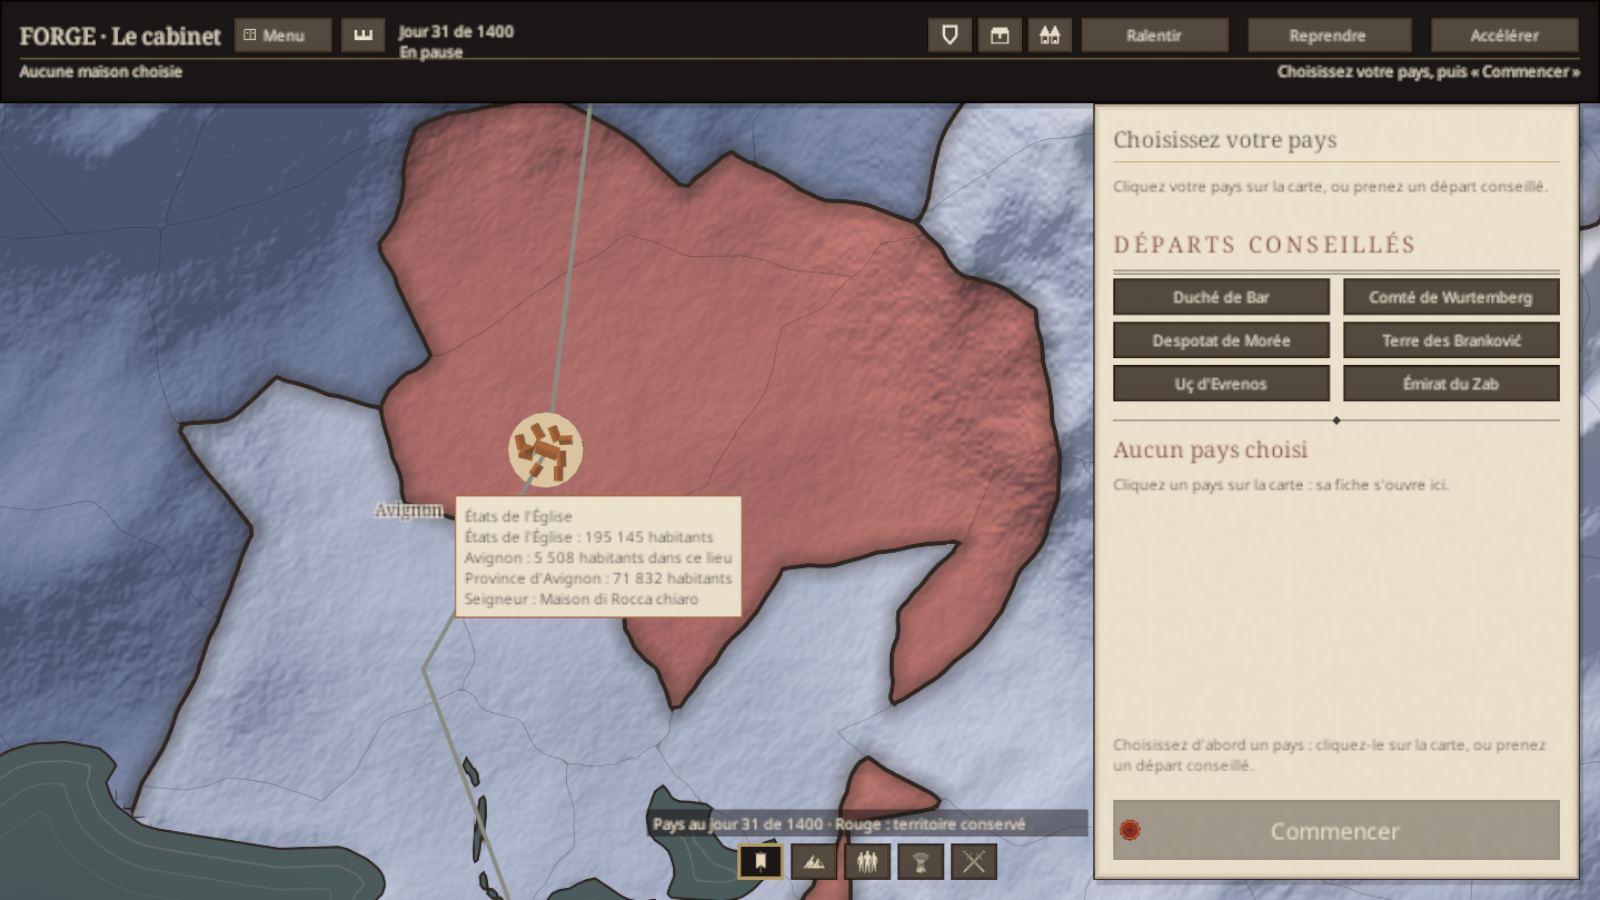 FORGE · Le cabinet
Menu
Jour 31 de 1400
En pause
Ralentir
Reprendre
Accélérer
Aucune maison choisie
Choisissez votre pays, puis « Commencer »
Choisissez votre pays
Cliquez votre pays sur la carte, ou prenez un départ conseillé.
DÉPARTS CONSEILLÉS
Duché de Bar
Comté de Wurtemberg
Despotat de Morée
Terre des Branković
Uç d'Evrenos
Émirat du Zab
Aucun pays choisi
Cliquez un pays sur la carte : sa fiche s'ouvre ici.
Avignon
États de l'Église
États de l'Église : 195 145 habitants
Avignon : 5 508 habitants dans ce lieu
Province d'Avignon : 71 832 habitants
Seigneur : Maison di Rocca chiaro
Choisissez d'abord un pays : cliquez-le sur la carte, ou prenez
un départ conseillé.
Pays au jour 31 de 1400 · Rouge : territoire conservé
Commencer